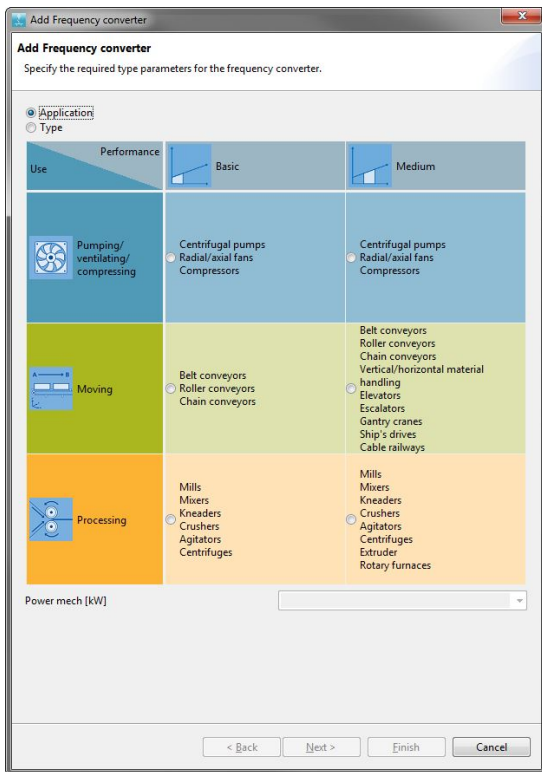 Add Frequency converter
Add Frequency converter
Specify the required type parameters for the frequency converter.
Application
Type
Performance
Use
Basic
Medium
Pumping/
ventilating/
compressing
Centrifugal pumps
Radial/axial fans
Compressors
Centrifugal pumps
Radial/axial fans
Compressors
A B
Moving
Belt conveyors
Roller conveyors
Chain conveyors
Belt conveyors
Roller conveyors
Chain conveyors
Vertical/horizontal material
handling
Elevators
Escalators
Gantry cranes
Ship's drives
Cable railways
Processing
Mills
Mixers
Kneaders
Crushers
Agitators
Centrifuges
Mills
Mixers
Kneaders
Crushers
Agitators
Centrifuges
Extruder
Rotary furnaces
Power mech [kW]
< Back
Next >
Finish
Cancel